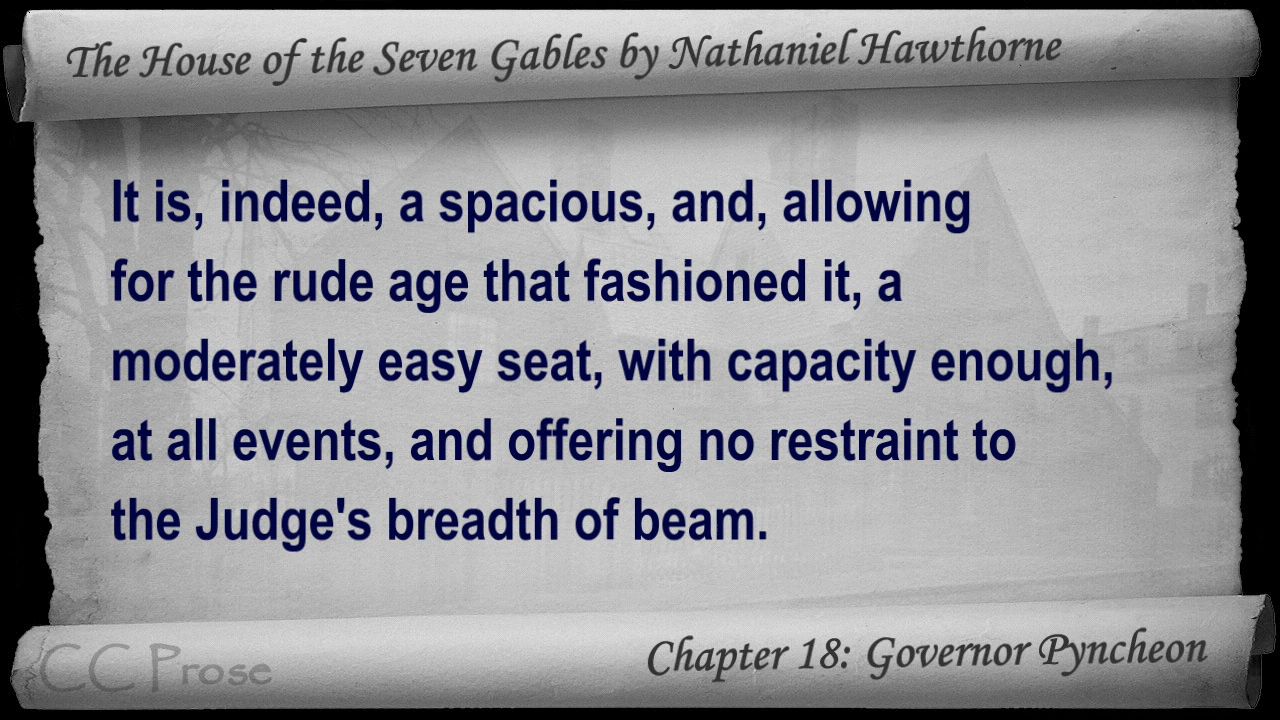 The House of the Seven Gables by Nathaniel Hawthorne
It is, indeed, a spacious, and, allowing
for the rude age that fashioned it, a
moderately easy seat, with capacity enough,
at all events, and offering no restraint to
the Judge's breadth of beam.
CC Prose
Chapter 18: Governor Pyncheon